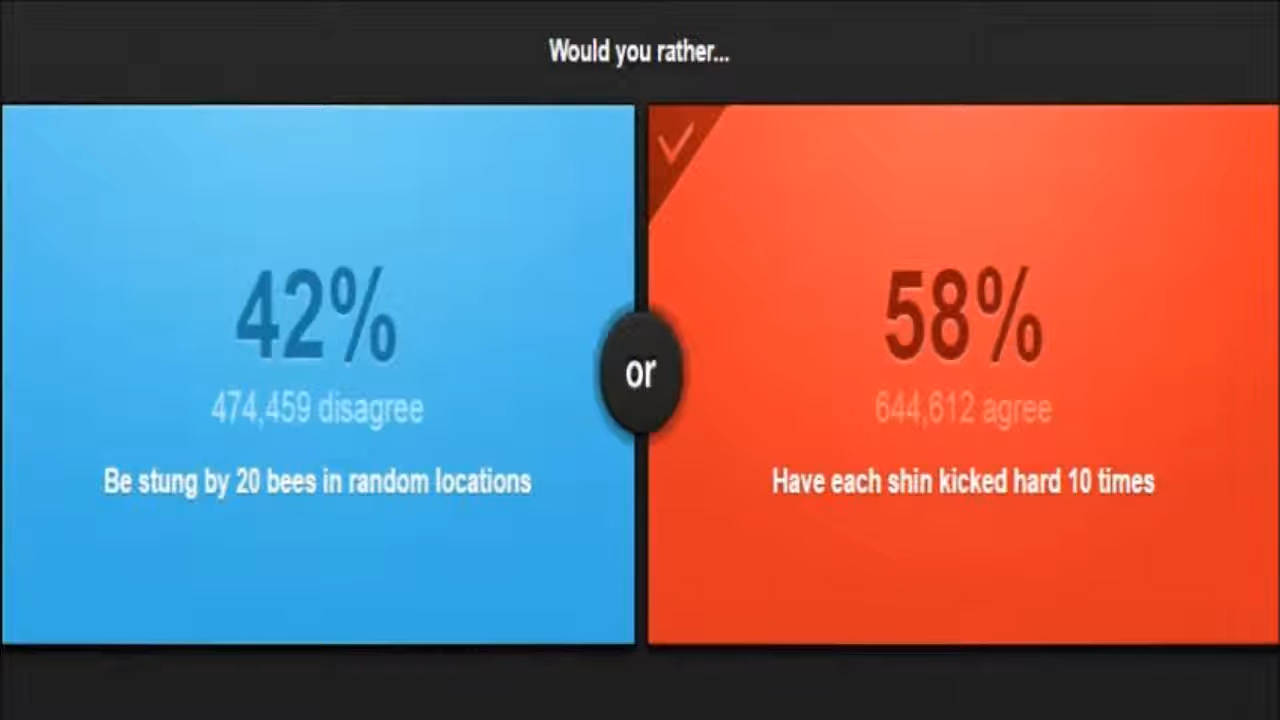 Would you rather...
42%
474,459 disagree
Be stung by 20 bees in random locations
or
58%
644,612 agree
Have each shin kicked hard 10 times